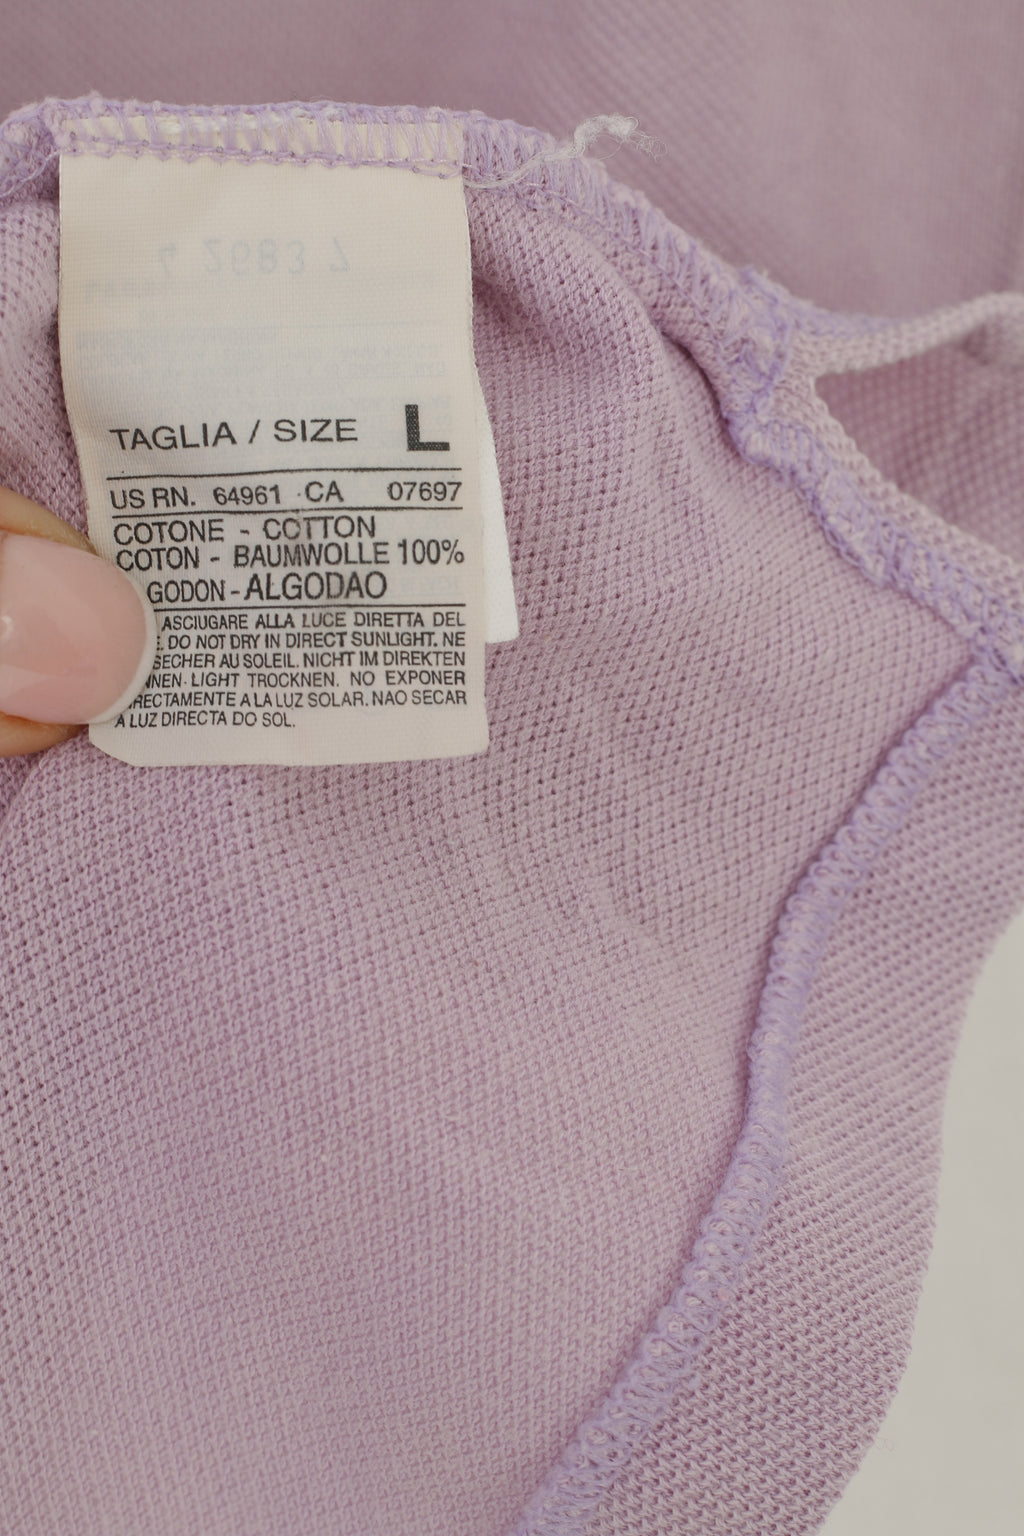 TAGLIA / SIZE L
US RN. 64961 CA 07697
COTONE - COTTON
COTON - BAUMWOLLE 100%
GODON - ALGODAO
ASCIUGARE ALLA LUCE DIRETTA DEL
E. DO NOT DRY IN DIRECT SUNLIGHT. NE
SECHER AU SOLEIL. NICHT IM DIREKTEN
NNEN-LIGHT TROCKNEN. NO EXPONER
RECTAMENTE A LA LUZ SOLAR. NAO SECAR
A LUZ DIRECTA DO SOL.